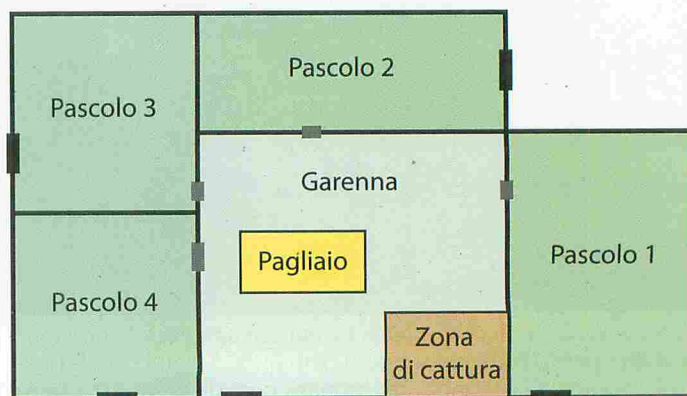 Pascolo 2
Pascolo 3
Garenna
Pascolo 1
Pagliaio
Pascolo 4
Zona
di cattura